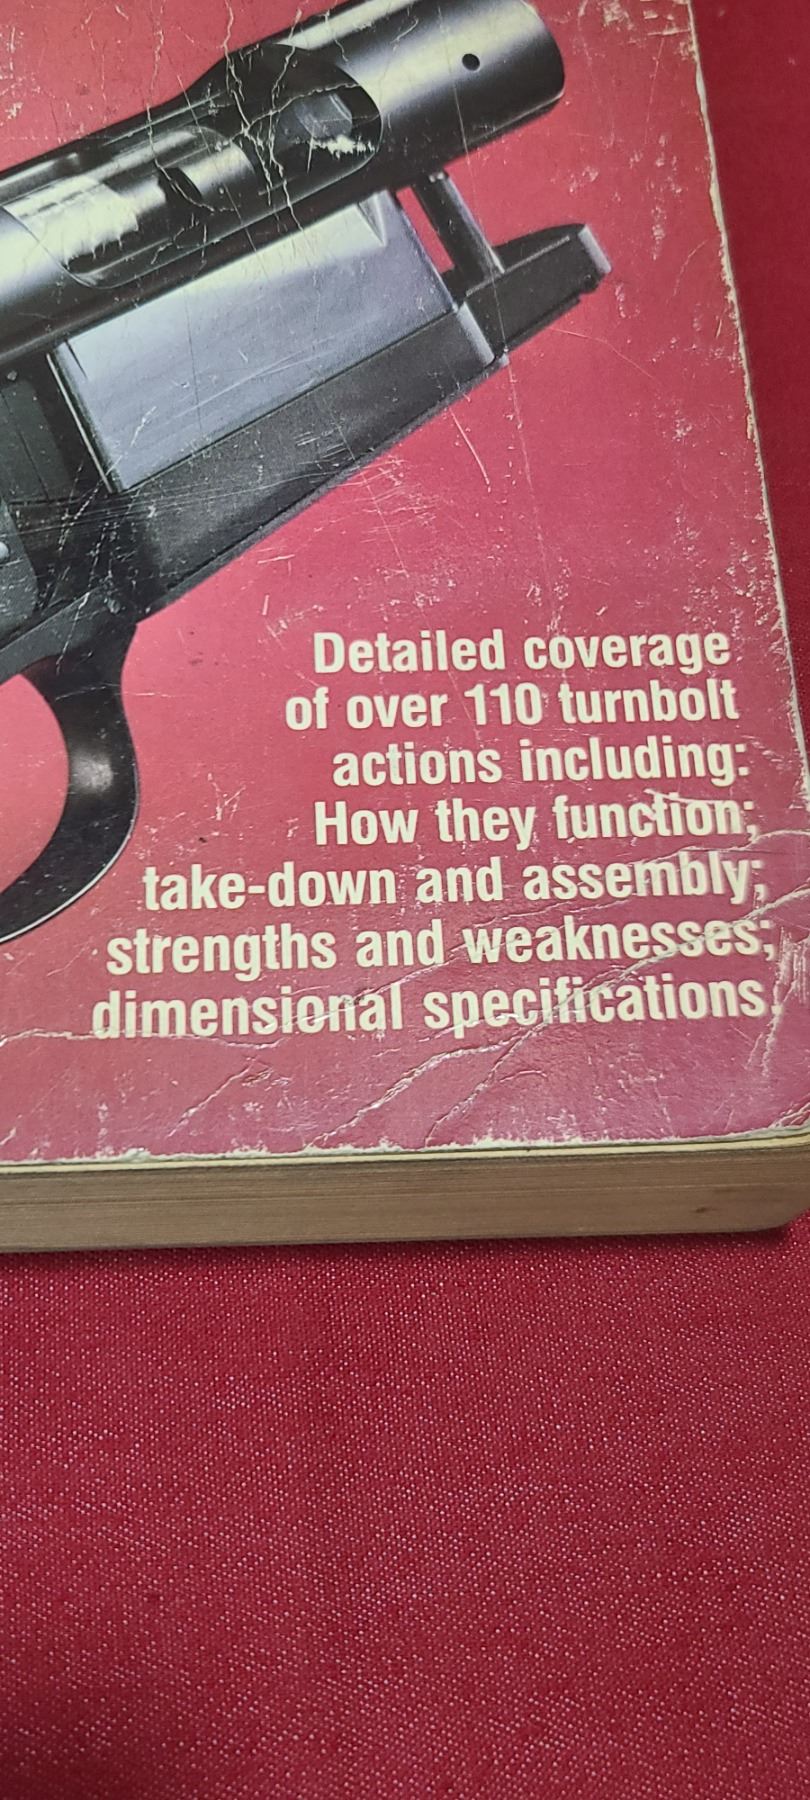 Detailed coverage
of over 110 turnbolt
actions including:
How they function;
take-down and assembly;
strengths and weaknesses;
dimensional specifications.